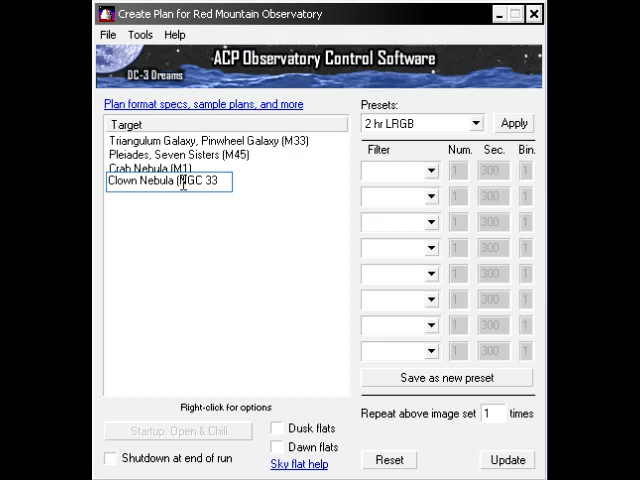 Create Plan for Red Mountain Observatory
File Tools Help
ACP Observatory Control Software
DC-3 Dreams
Plan format specs, sample plans, and more
Presets:
2 hr LRGB
Apply
Target
Triangulum Galaxy, Pinwheel Galaxy (M33)
Pleiades, Seven Sisters (M45)
Crab Nebula (M1)
Clown Nebula (NGC 33
Filter Num. Sec. Bin.
1 300 1
1 300 1
1 300 1
1 300 1
1 300 1
1 300 1
1 300 1
1 300 1
Save as new preset
Right-click for options
Repeat above image set 1 times
Startup: Open & Chill
Dusk flats
Dawn flats
Shutdown at end of run
Sky flat help
Reset
Update